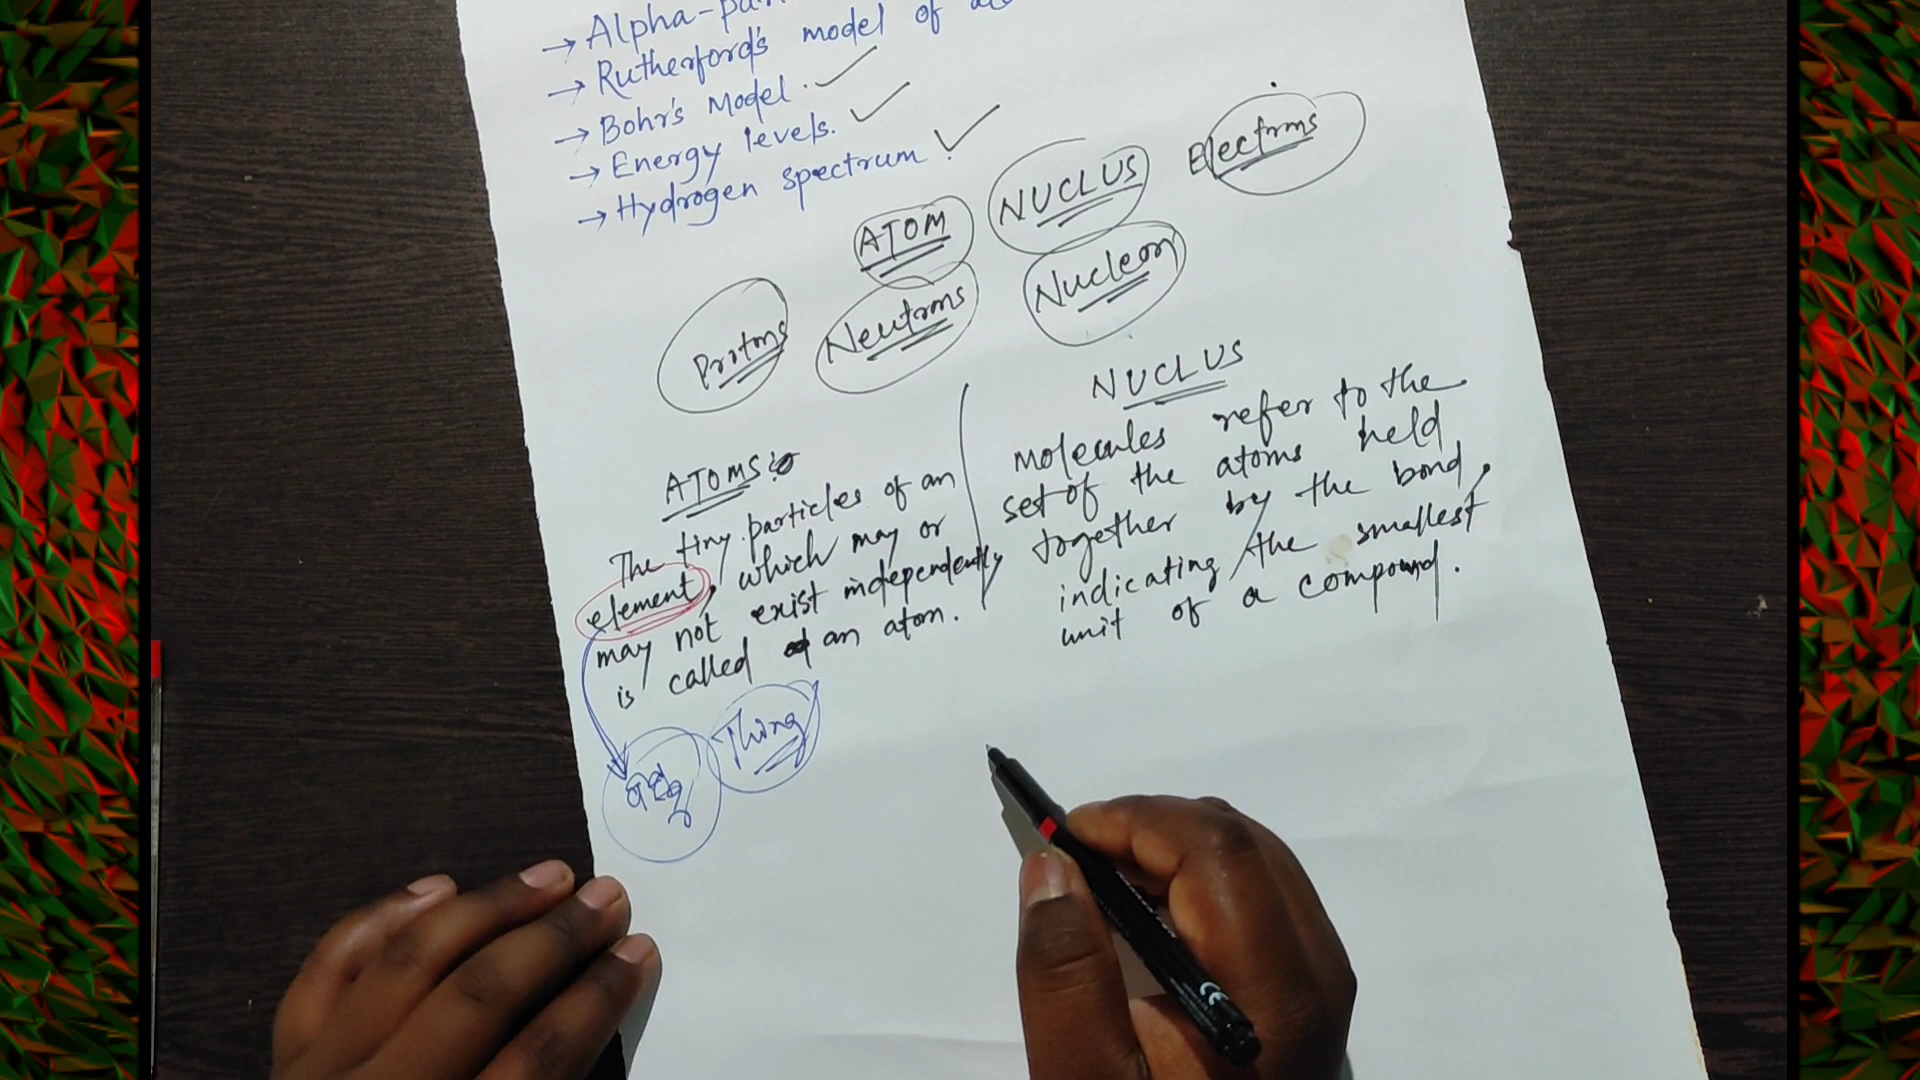 → Alpha-par
→ Rutherford's model of
→ Bohr's Model.
→ Energy levels.
→ Hydrogen spectrum.
ATOM NUCLUS Electrons
Protons Neutrons Nucleon
ATOMS:
The tiny particles of an
element, which may or
may not exist independently
is called an atom.
Thing
NUCLUS
molecules refer to the
set of the atoms held
together by the bond,
indicating the smallest
unit of a compound.